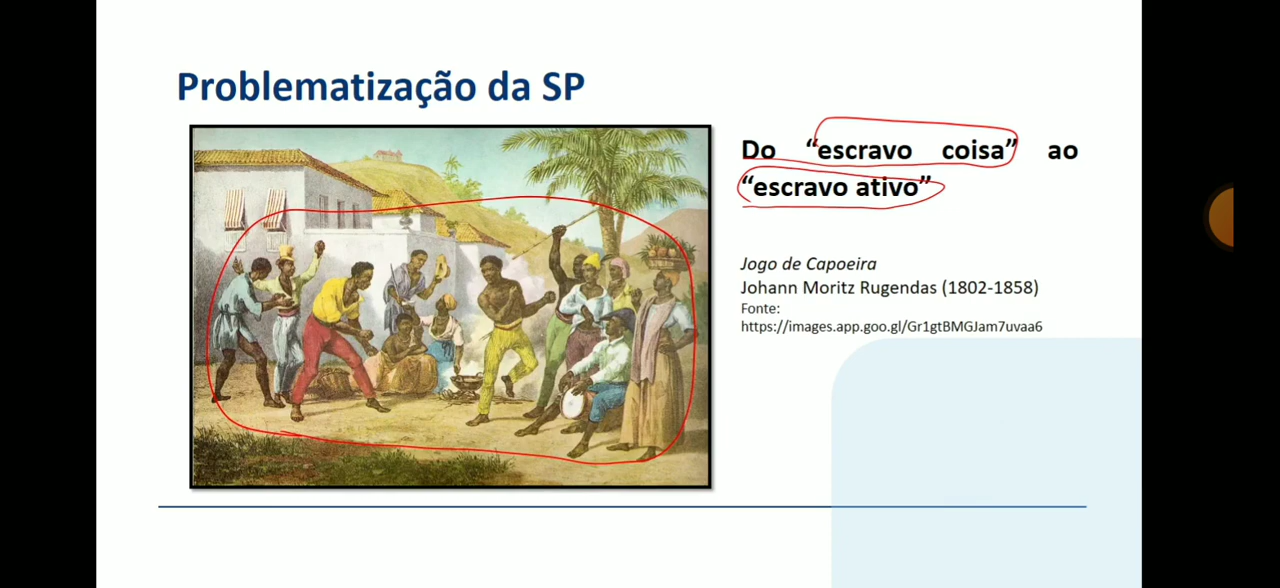 Problematização da SP
Do “escravo coisa” ao
“escravo ativo”
Jogo de Capoeira
Johann Moritz Rugendas (1802-1858)
Fonte:
https://images.app.goo.gl/Gr1gtBMGJam7uvaa6